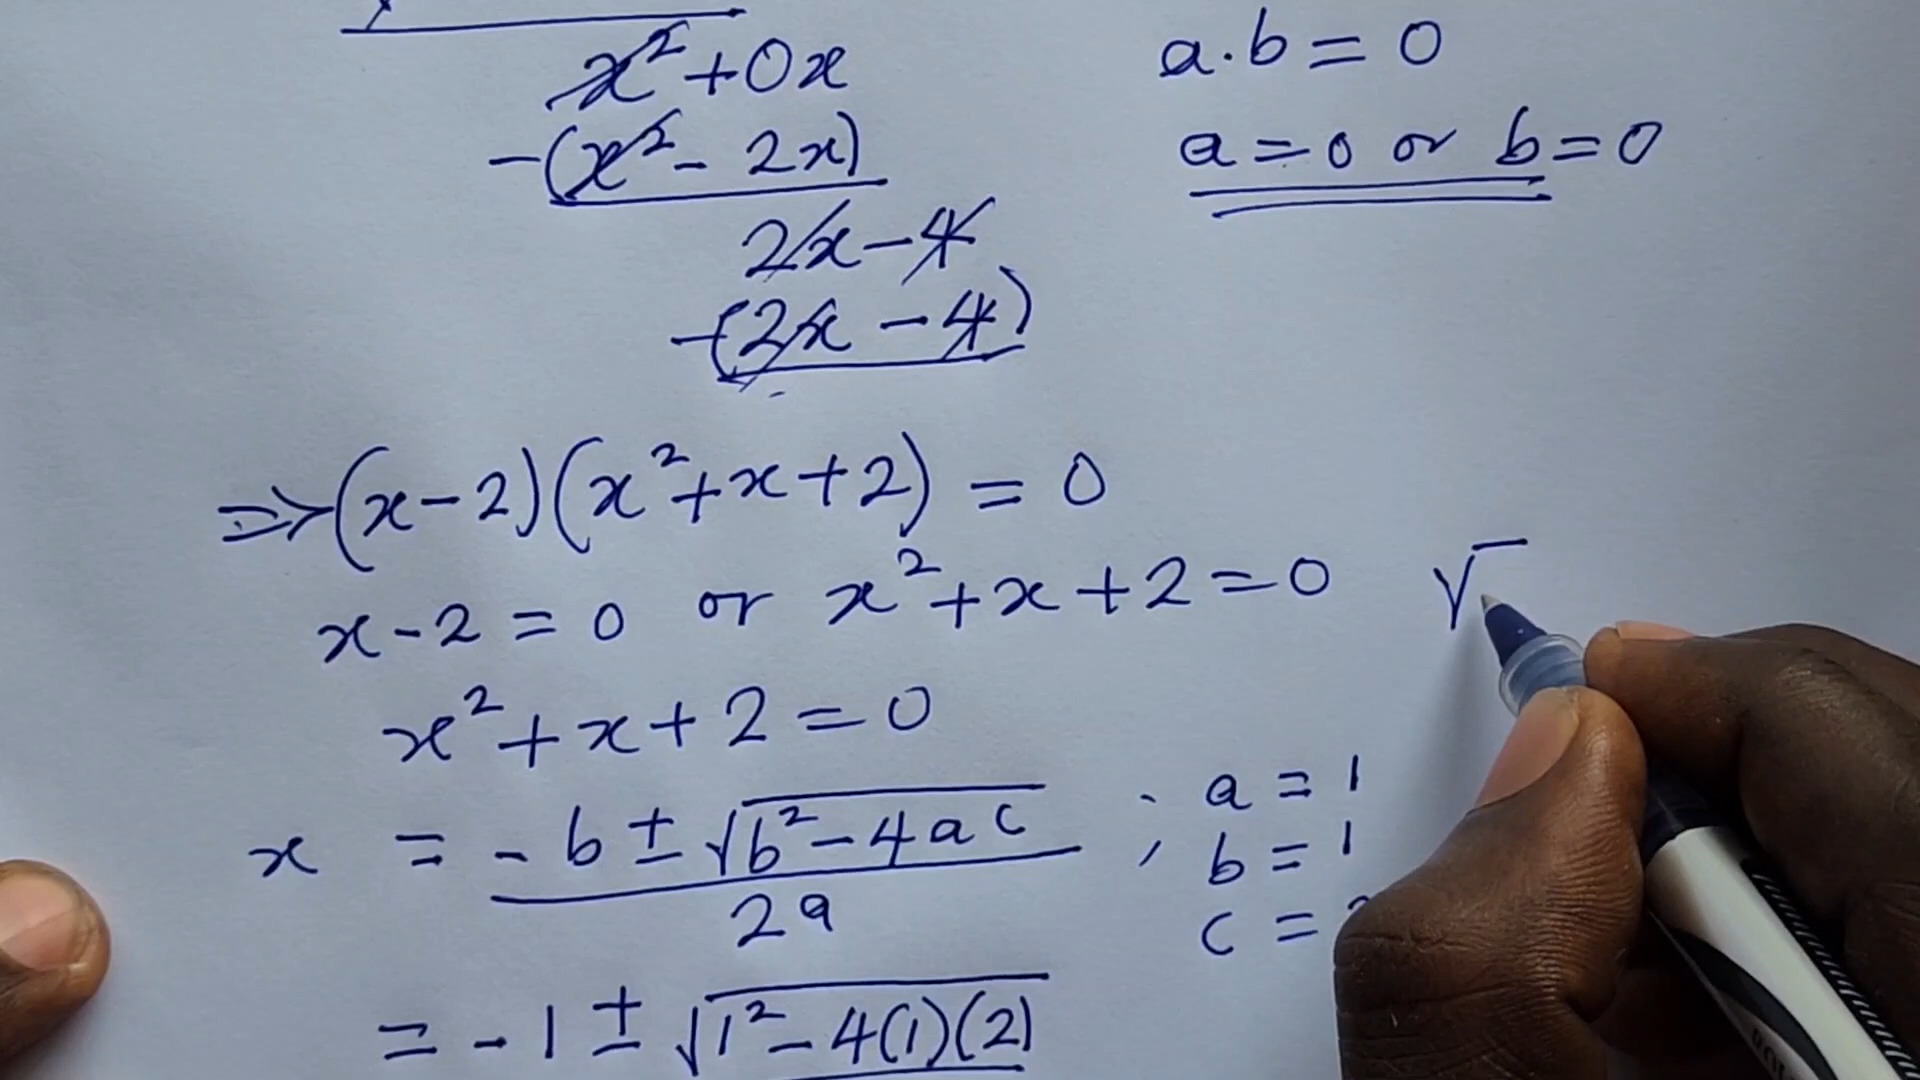 x² + 0x
-(x² - 2x)
2x - 4
-(2x - 4)
a.b = 0
a = 0 or b = 0
⇒ (x-2)(x²+x+2) = 0
x-2 = 0 or x²+x+2 = 0 √
x²+x+2 = 0
x = (-b ± √(b²-4ac))/2a ; a = 1
b = 1
c =
= -1 ± √(1²-4(1)(2))